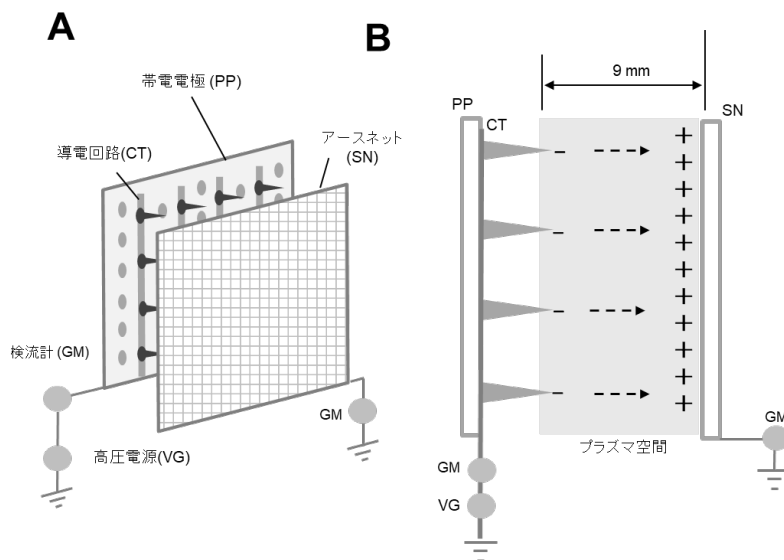 A
帯電電極 (PP)
アースネット
(SN)
導電回路(CT)
検流計 (GM)
GM
高圧電源(VG)
B
9 mm
PP
CT
SN
−
−
−
−
+
+
+
+
+
+
+
+
+
+
+
プラズマ空間
GM
GM
VG